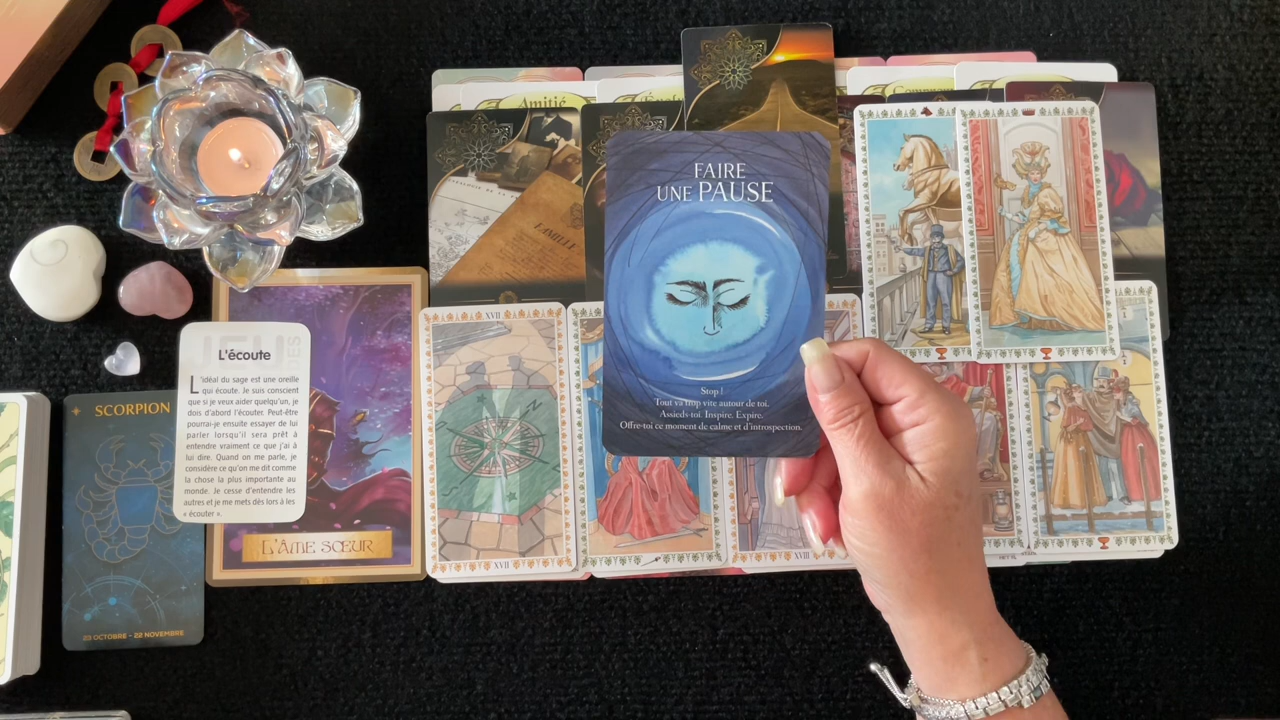 Amitié
FAMILLE
FAIRE
UNE PAUSE
Stop !
Tout va trop vite autour de toi.
Assieds-toi. Inspire. Expire.
Offre-toi ce moment de calme et d'introspection.
L'écoute
L'idéal du sage est une oreille
qui écoute. Je suis conscient
que si je veux aider quelqu'un, je
dois d'abord l'écouter. Peut-être
pourrai-je ensuite essayer de lui
parler lorsqu'il sera prêt à
entendre vraiment ce que j'ai à
lui dire. Quand on me parle, je
considère ce qu'on me dit comme
la chose la plus importante au
monde. Je cesse d'entendre les
autres et je me mets dès lors à les
« écouter ».
SCORPION
23 OCTOBRE - 22 NOVEMBRE
L'ÂME SŒUR
XVII
XVII
XVIII